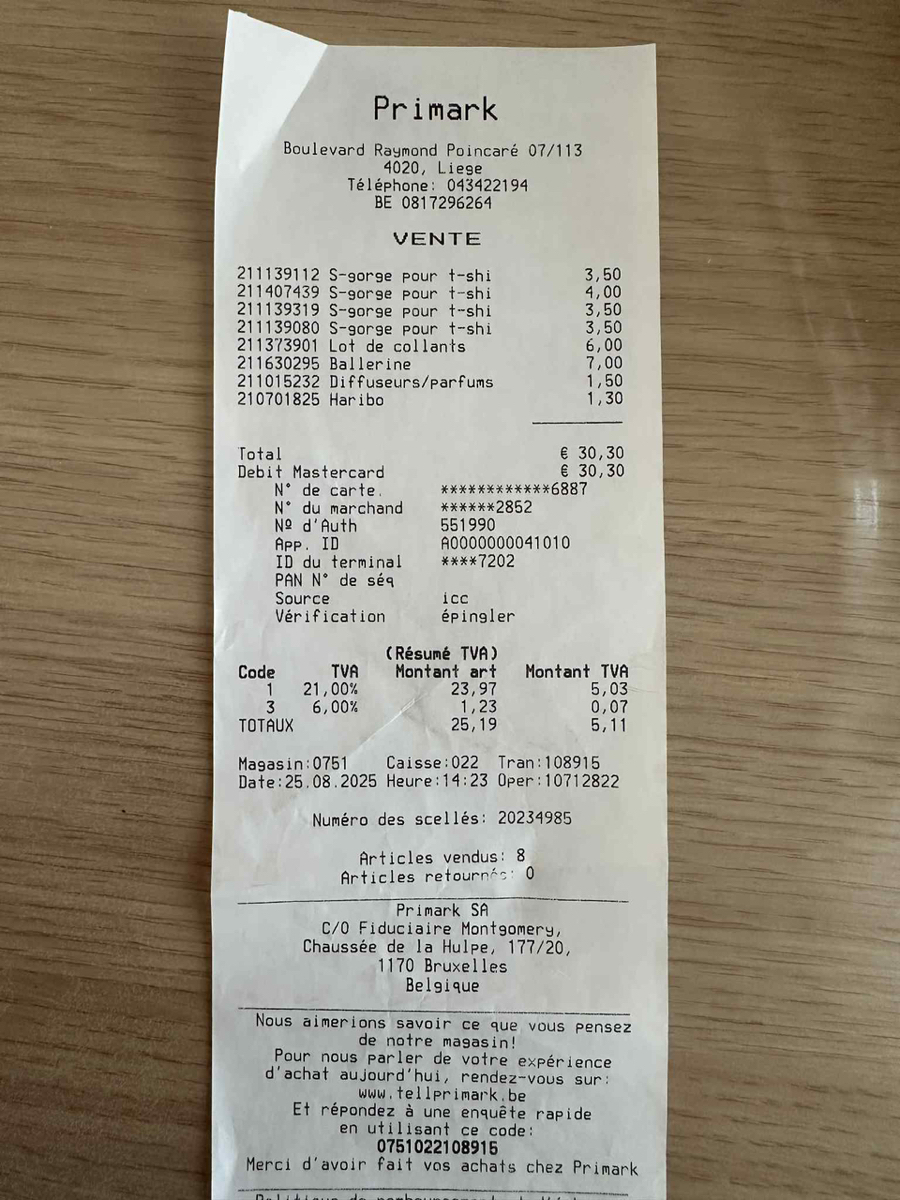 Primark
Boulevard Raymond Poincaré 07/113
4020, Liege
Téléphone: 043422194
BE 0817296264
VENTE
211139112 S-gorge pour t-shi 3,50
211407439 S-gorge pour t-shi 4,00
211139319 S-gorge pour t-shi 3,50
211139080 S-gorge pour t-shi 3,50
211373901 Lot de collants 6,00
211630295 Ballerine 7,00
211015232 Diffuseurs/parfums 1,50
210701825 Haribo 1,30
Total € 30,30
Debit Mastercard € 30,30
N° de carte. ************6887
N° du marchand ******2852
Nº d'Auth 551990
App. ID A0000000041010
ID du terminal ****7202
PAN N° de séq
Source icc
Vérification épingler
(Résumé TVA)
Code TVA Montant art Montant TVA
1 21,00% 23,97 5,03
3 6,00% 1,23 0,07
TOTAUX 25,19 5,11
Magasin:0751 Caisse:022 Tran:108915
Date:25.08.2025 Heure:14:23 Oper:10712822
Numéro des scellés: 20234985
Articles vendus: 8
Articles retournés: 0
Primark SA
C/O Fiduciaire Montgomery,
Chaussée de la Hulpe, 177/20,
1170 Bruxelles
Belgique
Nous aimerions savoir ce que vous pensez
de notre magasin!
Pour nous parler de votre expérience
d'achat aujourd'hui, rendez-vous sur:
www.tellprimark.be
Et répondez à une enquête rapide
en utilisant ce code:
0751022108915
Merci d'avoir fait vos achats chez Primark